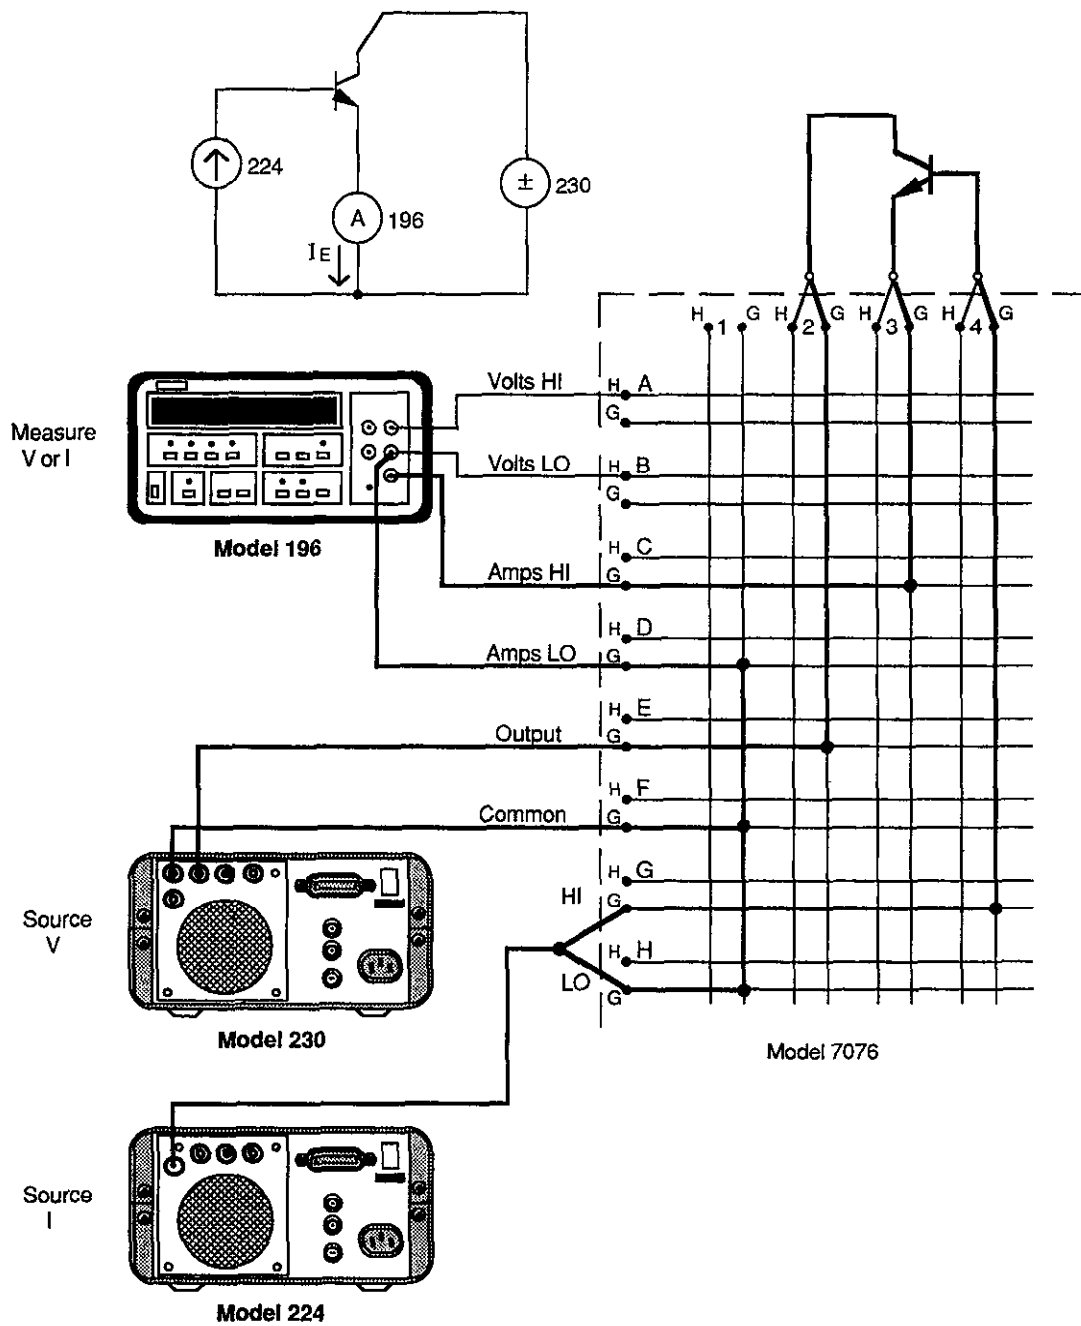 224
±
230
A
196
IE
H
1
G
H
2
G
H
3
G
H
4
G
Measure
V or I
Model 196
Volts HI
H
A
G
Volts LO
H
B
G
H
C
Amps HI
G
H
D
Amps LO
G
H
E
Output
G
H
F
Common
G
H
G
HI
G
H
H
LO
G
Source
V
Model 230
Model 7076
Source
I
Model 224